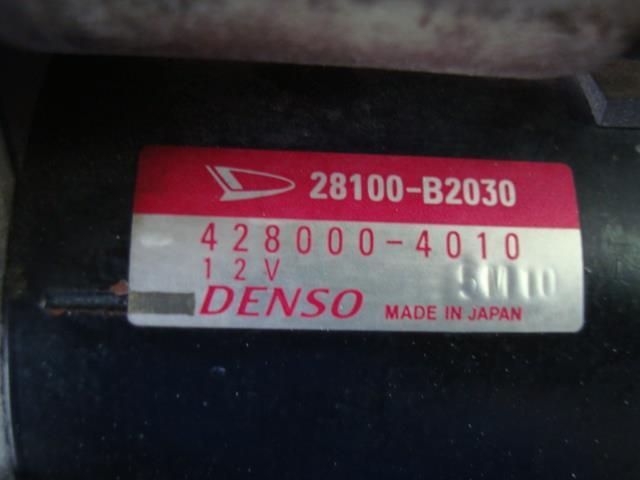 28100-B2030
428000-4010
12V
5M10
DENSO MADE IN JAPAN